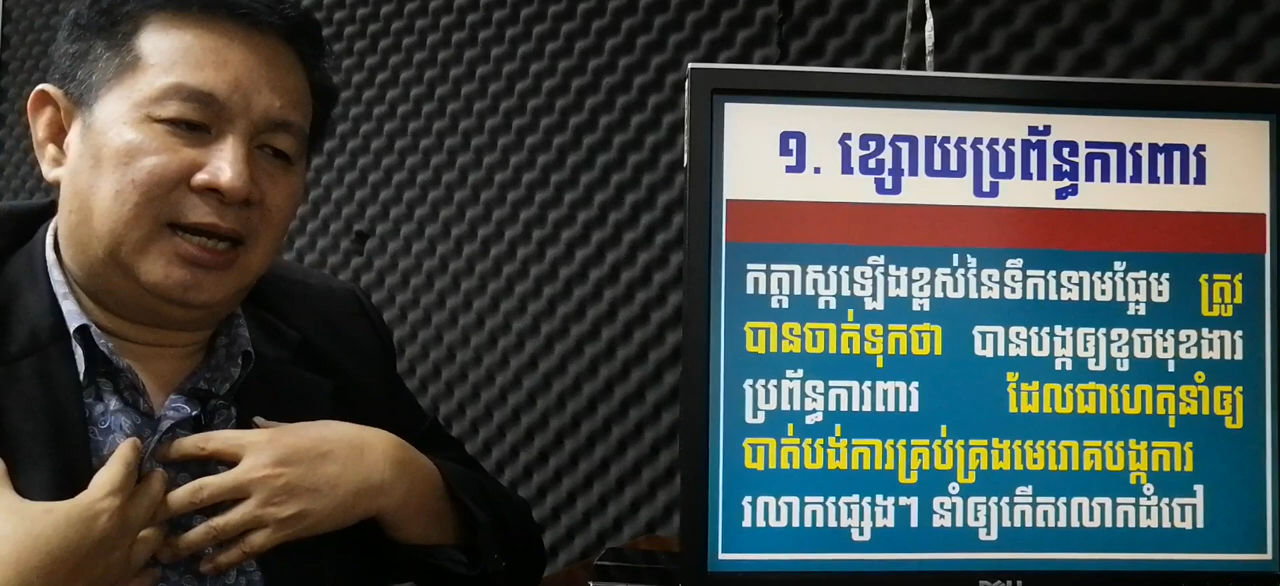 ១. ខ្សោយប្រព័ន្ធការពារ
កត្តាស្កឡើងខ្ពស់នៃទឹកនោមផ្អែម ត្រូវ
បានចាត់ទុកថា បានបង្កឲ្យខូចមុខងារ
ប្រព័ន្ធការពារ ដែលជាហេតុនាំឲ្យ
បាត់បង់ការគ្រប់គ្រងមេរោគបង្កការ
រលាកផ្សេងៗ នាំឲ្យកើតរលាកដំបៅ